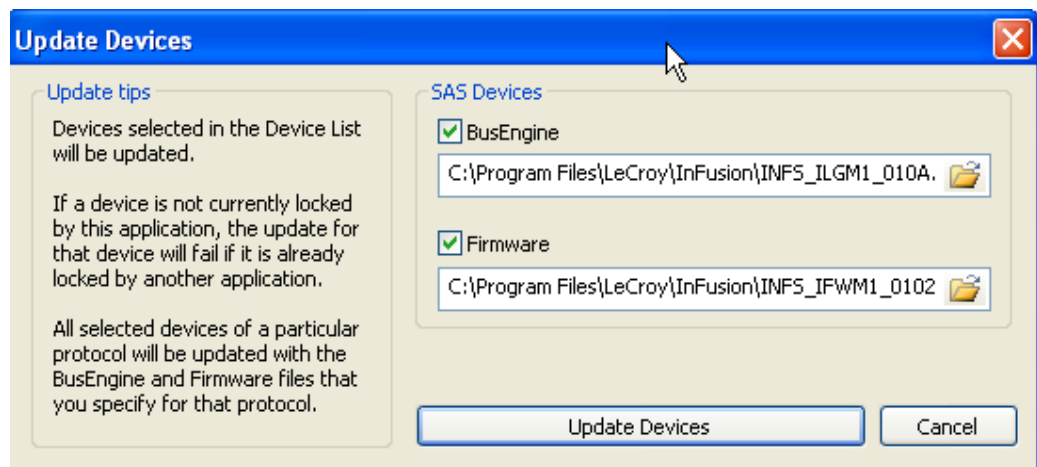 Update Devices
Update tips
Devices selected in the Device List
will be updated.
If a device is not currently locked
by this application, the update for
that device will fail if it is already
locked by another application.
All selected devices of a particular
protocol will be updated with the
BusEngine and Firmware files that
you specify for that protocol.
SAS Devices
BusEngine
C:\Program Files\LeCroy\InFusion\INFS_ILGM1_010A.
Firmware
C:\Program Files\LeCroy\InFusion\INFS_IFWM1_0102
Update Devices
Cancel